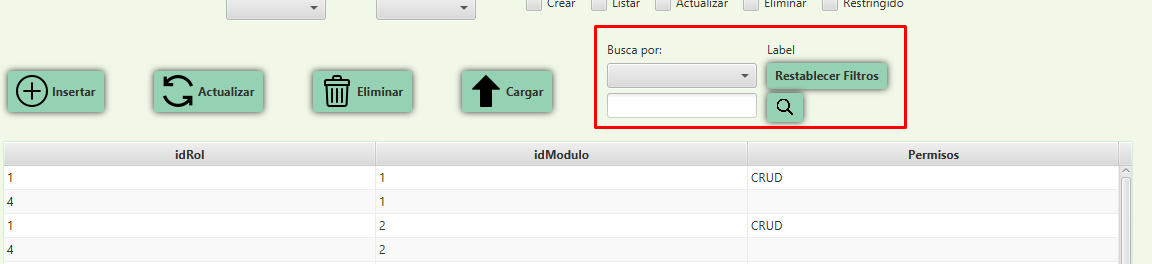 Crear Listar Actualizar Eliminar Restringido
Busca por: Label
Insertar Actualizar Eliminar Cargar Restablecer Filtros
idRol idModulo Permisos
1 1 CRUD
4 1
1 2 CRUD
4 2